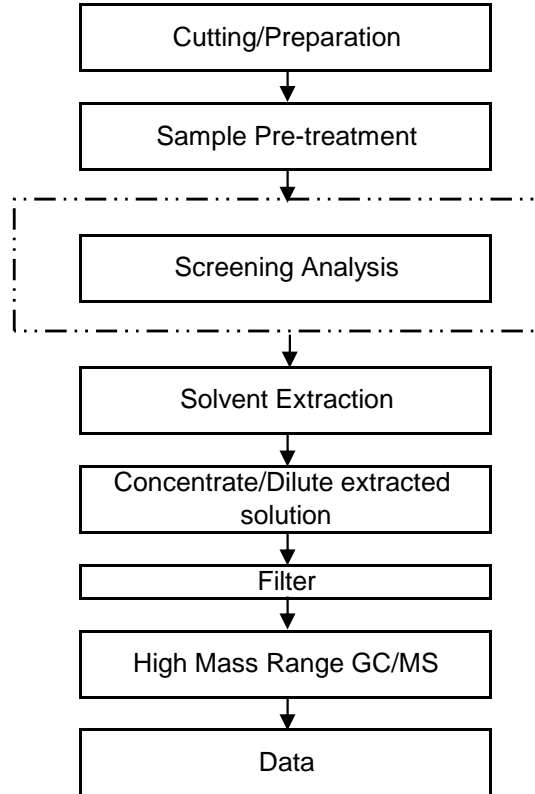 Cutting/Preparation
Sample Pre-treatment
Screening Analysis
Solvent Extraction
Concentrate/Dilute extracted
solution
Filter
High Mass Range GC/MS
Data